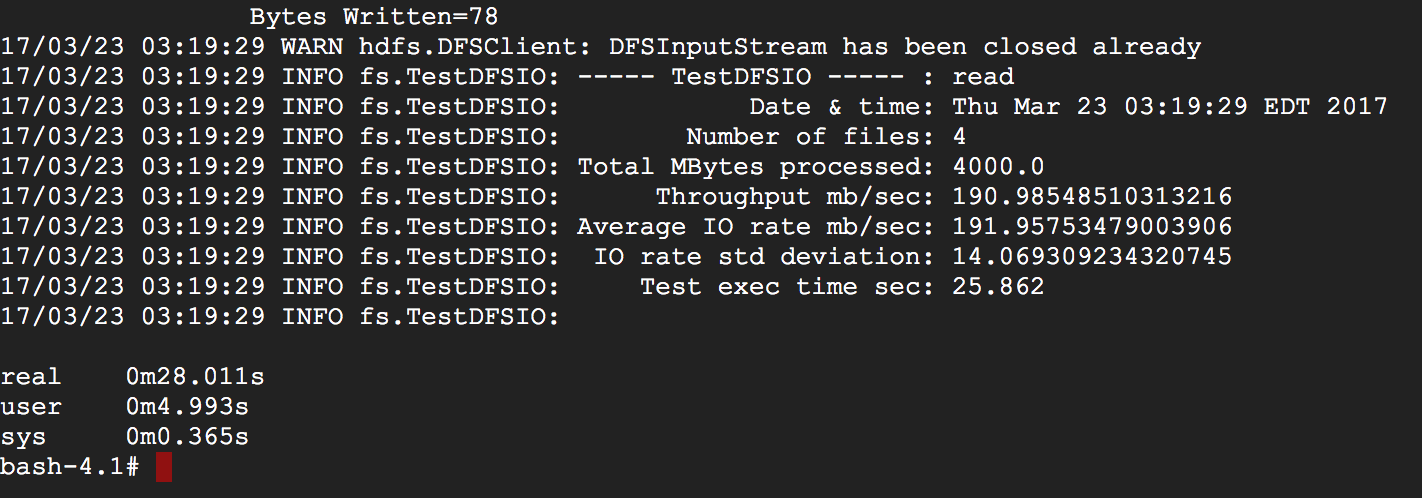 Bytes Written=78
17/03/23 03:19:29 WARN hdfs.DFSClient: DFSInputStream has been closed already
17/03/23 03:19:29 INFO fs.TestDFSIO: ----- TestDFSIO ----- : read
17/03/23 03:19:29 INFO fs.TestDFSIO:            Date & time: Thu Mar 23 03:19:29 EDT 2017
17/03/23 03:19:29 INFO fs.TestDFSIO:        Number of files: 4
17/03/23 03:19:29 INFO fs.TestDFSIO: Total MBytes processed: 4000.0
17/03/23 03:19:29 INFO fs.TestDFSIO:      Throughput mb/sec: 190.98548510313216
17/03/23 03:19:29 INFO fs.TestDFSIO: Average IO rate mb/sec: 191.95753479003906
17/03/23 03:19:29 INFO fs.TestDFSIO:  IO rate std deviation: 14.069309234320745
17/03/23 03:19:29 INFO fs.TestDFSIO:     Test exec time sec: 25.862
17/03/23 03:19:29 INFO fs.TestDFSIO:
real    0m28.011s
user    0m4.993s
sys     0m0.365s
bash-4.1#